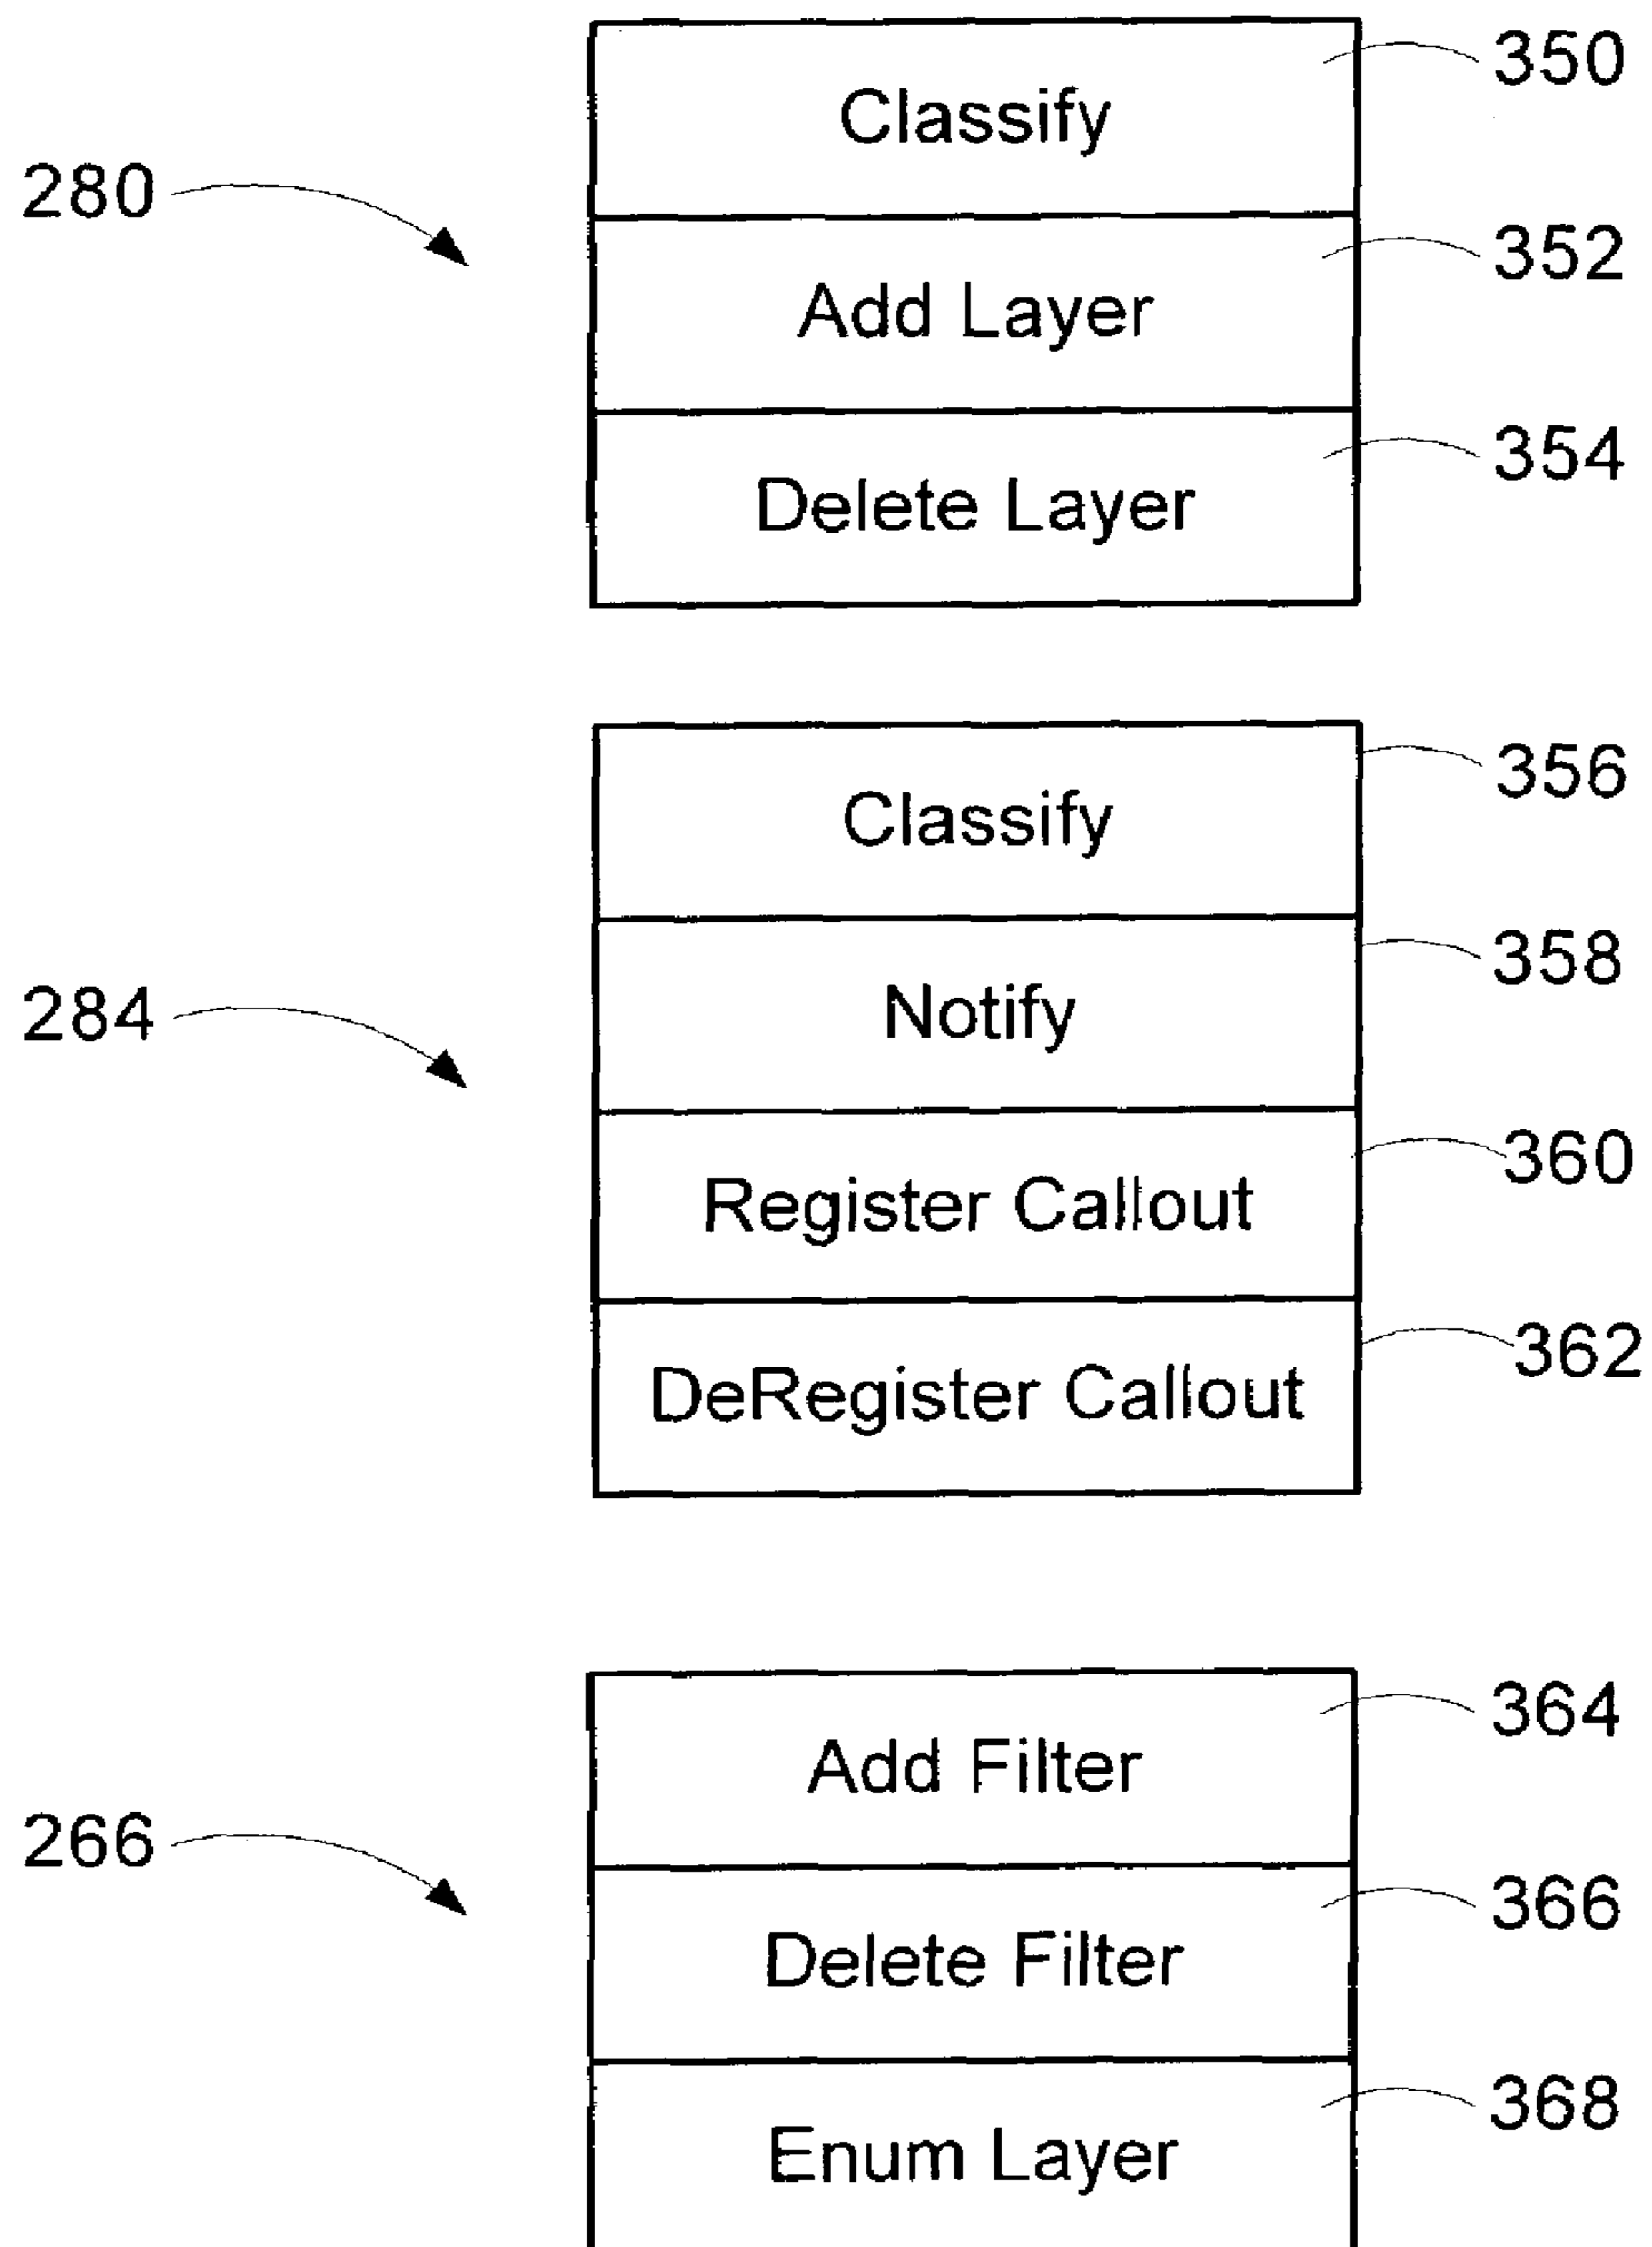 350
Classify
280
352
Add Layer
354
Delete Layer
356
Classify
358
Notify
284
360
Register Callout
362
DeRegister Callout
364
Add Filter
266
366
Delete Filter
368
Enum Layer